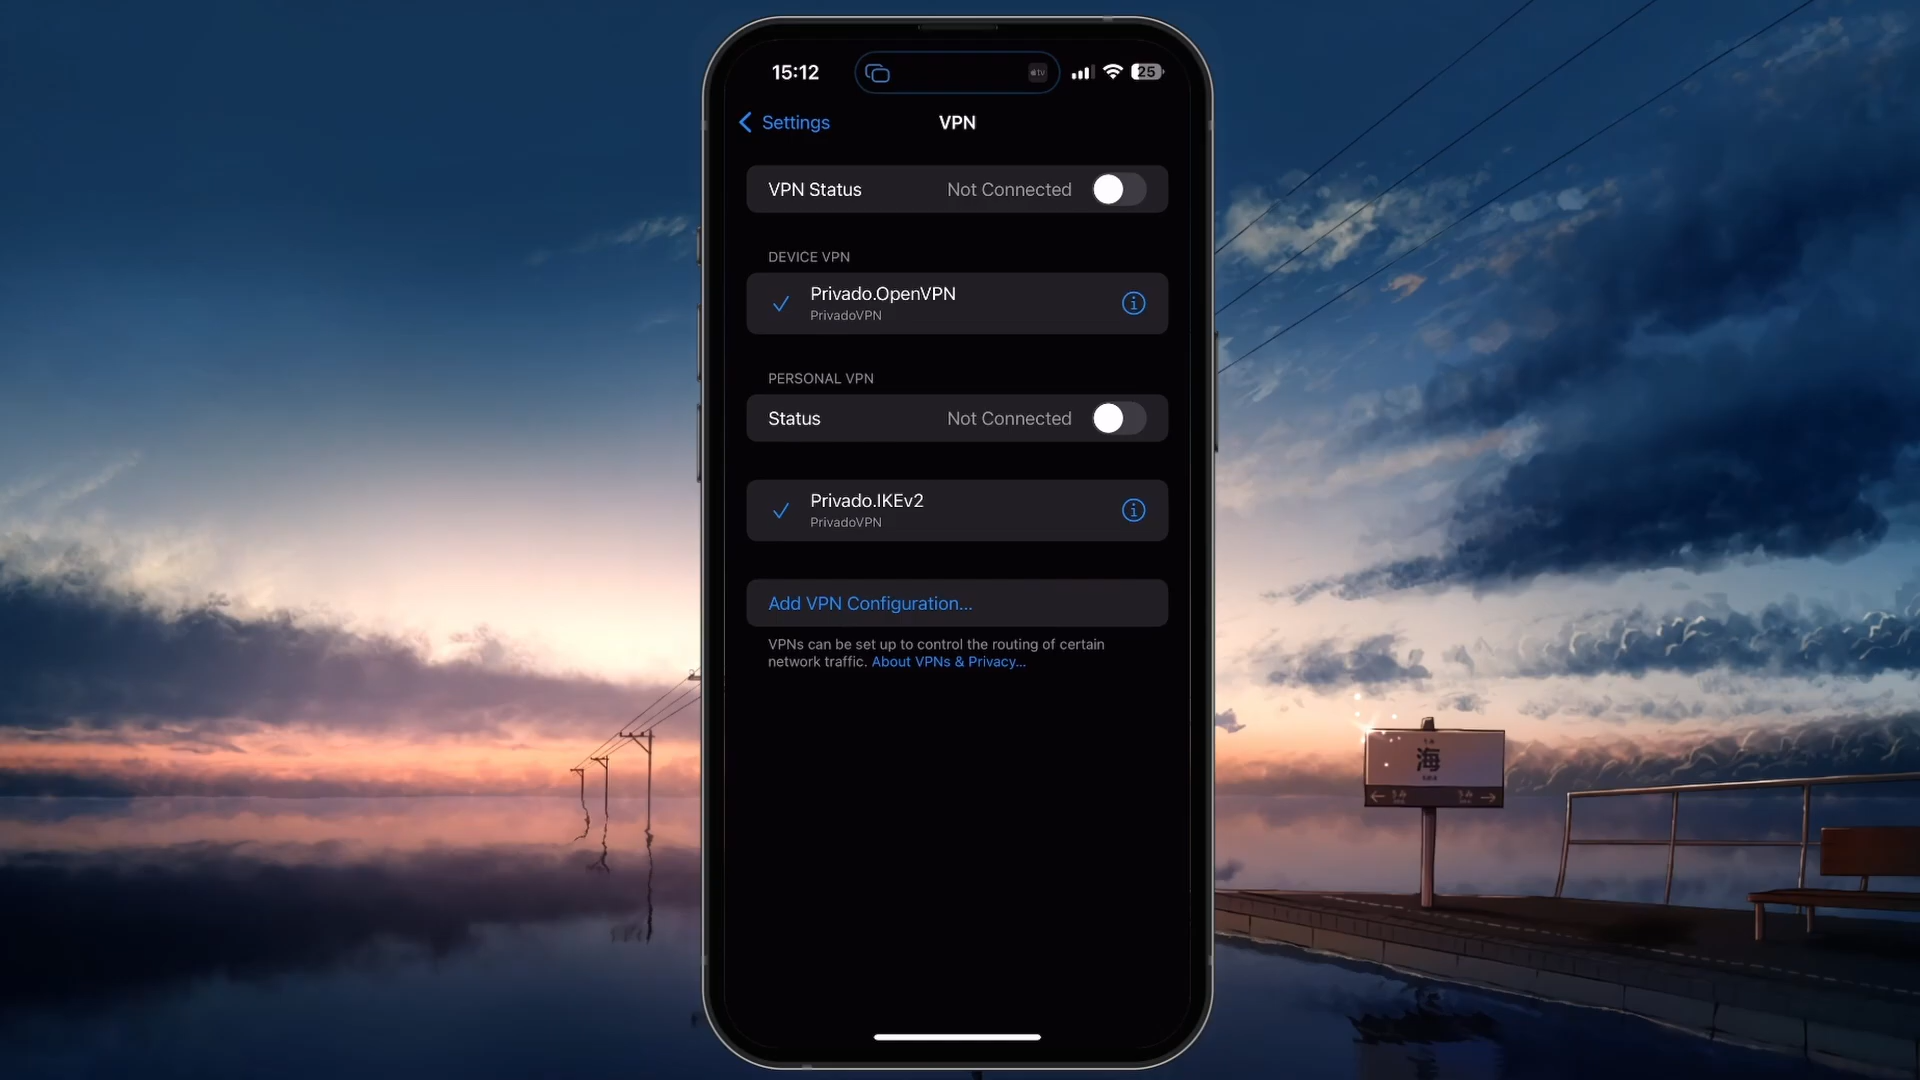 15:12
tv
25
Settings
VPN
VPN Status Not Connected
DEVICE VPN
Privado.OpenVPN
PrivadoVPN
PERSONAL VPN
Status Not Connected
Privado.IKEv2
PrivadoVPN
Add VPN Configuration...
VPNs can be set up to control the routing of certain
network traffic. About VPNs & Privacy...
海